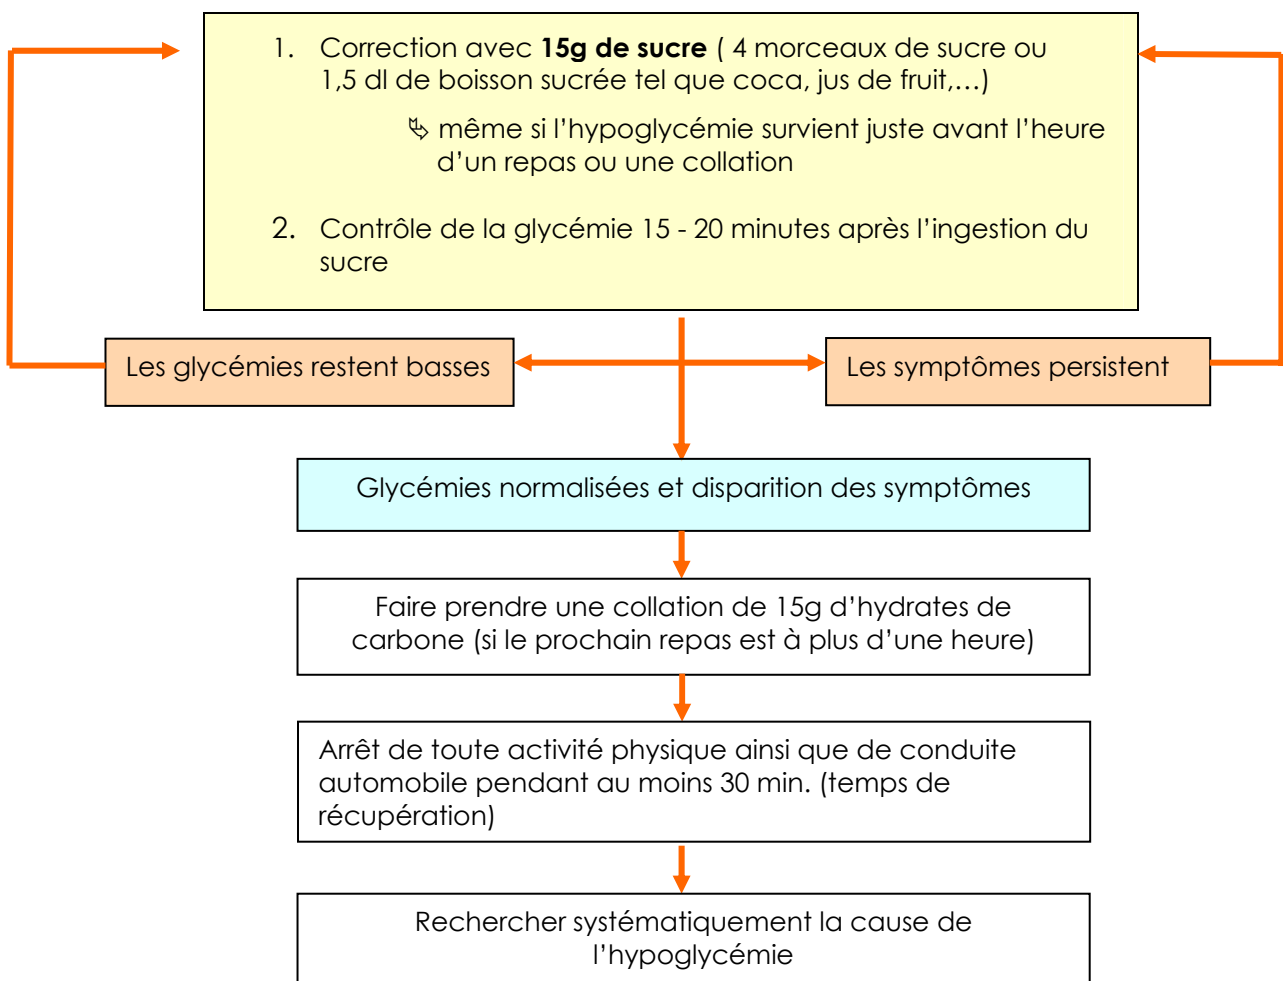 1. Correction avec 15g de sucre ( 4 morceaux de sucre ou
1,5 dl de boisson sucrée tel que coca, jus de fruit,…)
↳ même si l’hypoglycémie survient juste avant l’heure
d’un repas ou une collation
2. Contrôle de la glycémie 15 - 20 minutes après l’ingestion du
sucre
Les glycémies restent basses
Les symptômes persistent
Glycémies normalisées et disparition des symptômes
Faire prendre une collation de 15g d’hydrates de
carbone (si le prochain repas est à plus d’une heure)
Arrêt de toute activité physique ainsi que de conduite
automobile pendant au moins 30 min. (temps de
récupération)
Rechercher systématiquement la cause de
l’hypoglycémie